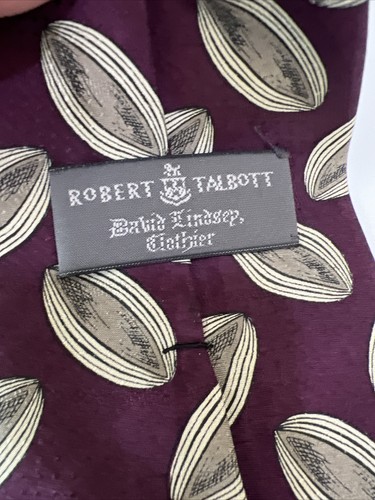 ROBERT TALBOTT
David Lindsey,
Clothier